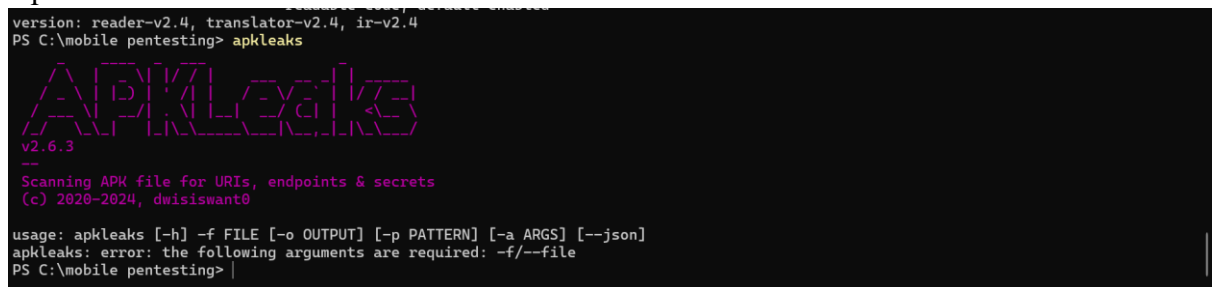 version: reader-v2.4, translator-v2.4, ir-v2.4
PS C:\mobile pentesting> apkleaks
APKLeaks
v2.6.3
--
Scanning APK file for URIs, endpoints & secrets
(c) 2020-2024, dwisiswant0
usage: apkleaks [-h] -f FILE [-o OUTPUT] [-p PATTERN] [-a ARGS] [--json]
apkleaks: error: the following arguments are required: -f/--file
PS C:\mobile pentesting>